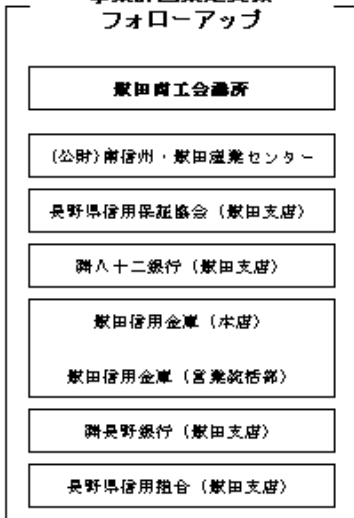 フォローアップ
飯田商工会議所
(公財)南信州・飯田産業センター
長野県信用保証協会（飯田支店）
㈱八十二銀行（飯田支店）
飯田信用金庫（本店）
飯田信用金庫（営業統括部）
㈱長野銀行（飯田支店）
長野県信用組合（飯田支店）